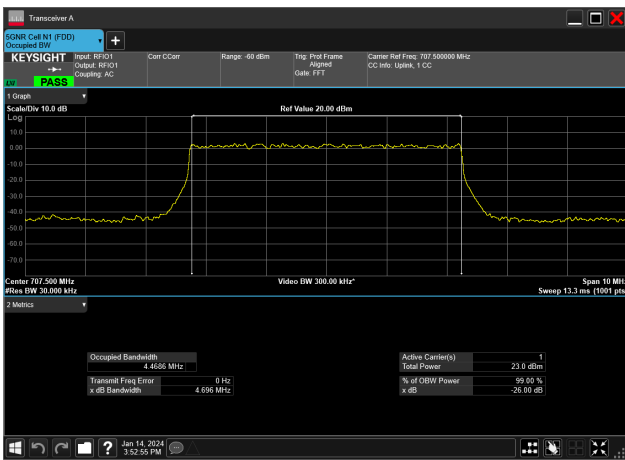 Transceiver A
5GNR Cell N1 (FDD)
Occupied BW
KEYSIGHT
PASS
Input: RFIO1
Output: RFIO1
Coupling: AC
Corr CCorr
Range: -60 dBm
Trig: Prot Frame
Aligned
Gate: FFT
Carrier Ref Freq: 707.500000 MHz
CC Info: Uplink, 1 CC
1 Graph
Scale/Div 10.0 dB
Ref Value 20.00 dBm
Log
10.0
0.00
-10.0
-20.0
-30.0
-40.0
-50.0
-60.0
-70.0
Center 707.500 MHz
Video BW 300.00 kHz*
Span 10 MHz
#Res BW 30.000 kHz
Sweep 13.3 ms (1001 pts
2 Metrics
Occupied Bandwidth
4.4686 MHz
Transmit Freq Error 0 Hz
x dB Bandwidth 4.696 MHz
Active Carrier(s) 1
Total Power 23.0 dBm
% of OBW Power 99.00 %
x dB -26.00 dB
Jan 14, 2024
3:52:55 PM